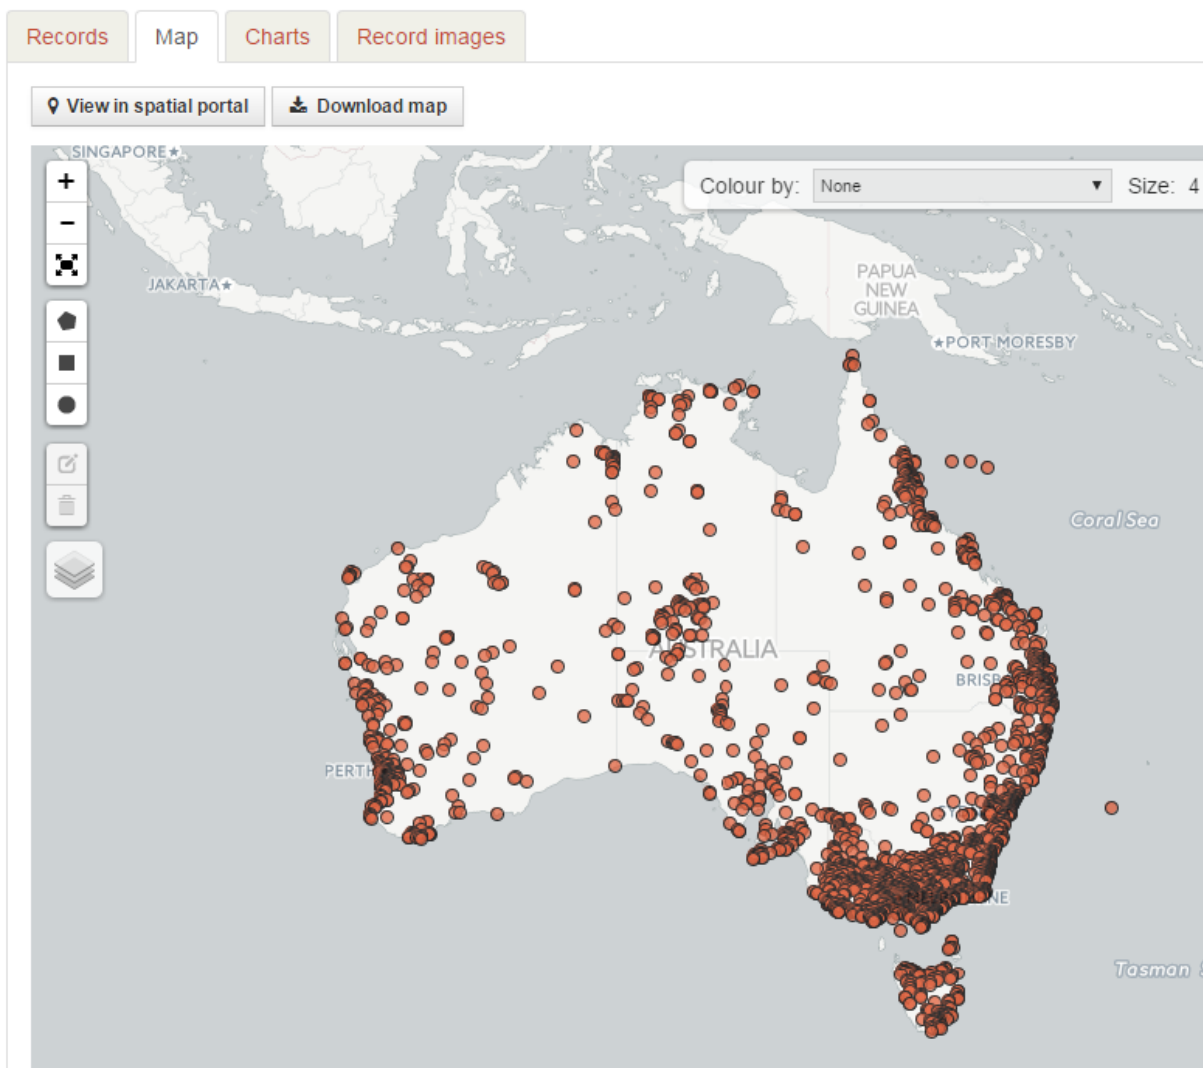 Records
Map
Charts
Record images
View in spatial portal
Download map
SINGAPORE
+
Colour by:
None
Size: 4
−
PAPUA
NEW
GUINEA
JAKARTA
PORT MORESBY
Coral Sea
AUSTRALIA
PERTH
Tasman